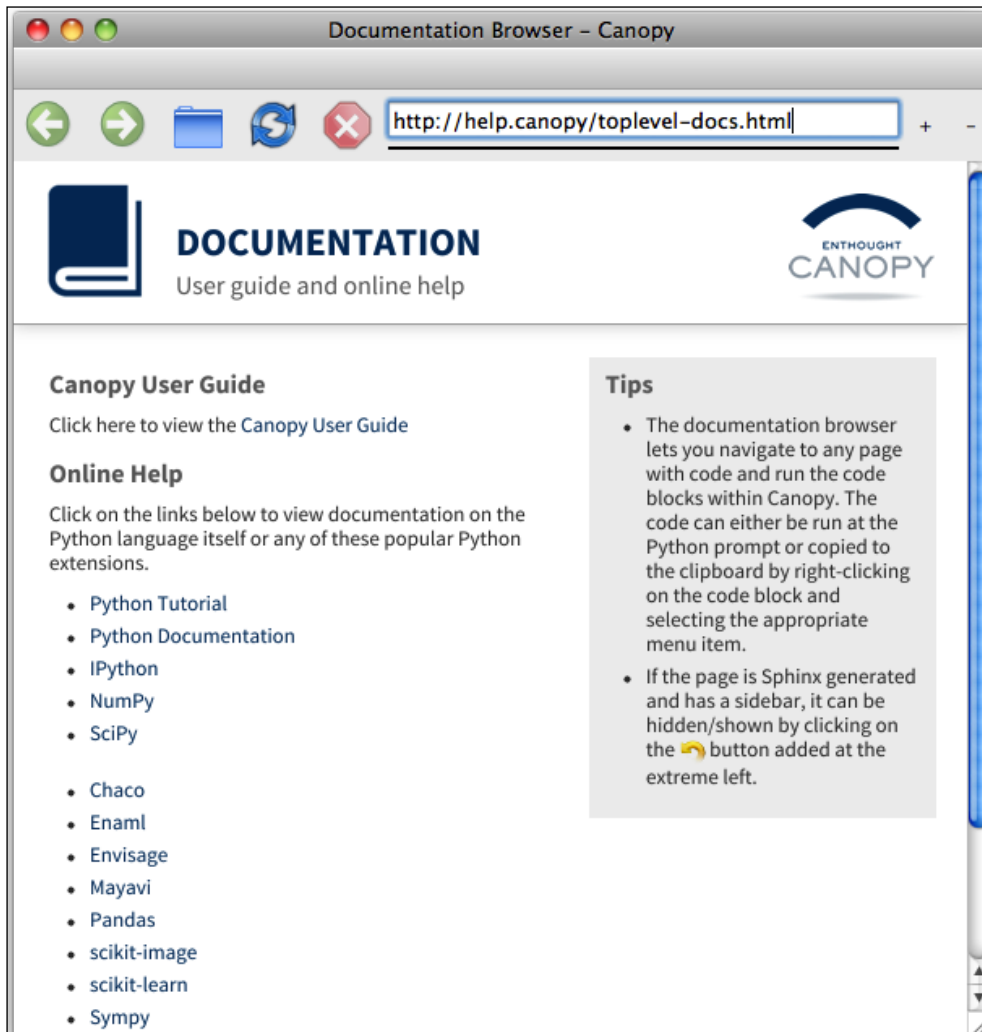 Documentation Browser – Canopy
http://help.canopy/toplevel-docs.html
+ -
DOCUMENTATION
User guide and online help
ENTHOUGHT
CANOPY
Canopy User Guide
Click here to view the Canopy User Guide
Online Help
Click on the links below to view documentation on the
Python language itself or any of these popular Python
extensions.
• Python Tutorial
• Python Documentation
• IPython
• NumPy
• SciPy
• Chaco
• Enaml
• Envisage
• Mayavi
• Pandas
• scikit-image
• scikit-learn
• Sympy
Tips
• The documentation browser
lets you navigate to any page
with code and run the code
blocks within Canopy. The
code can either be run at the
Python prompt or copied to
the clipboard by right-clicking
on the code block and
selecting the appropriate
menu item.
• If the page is Sphinx generated
and has a sidebar, it can be
hidden/shown by clicking on
the button added at the
extreme left.